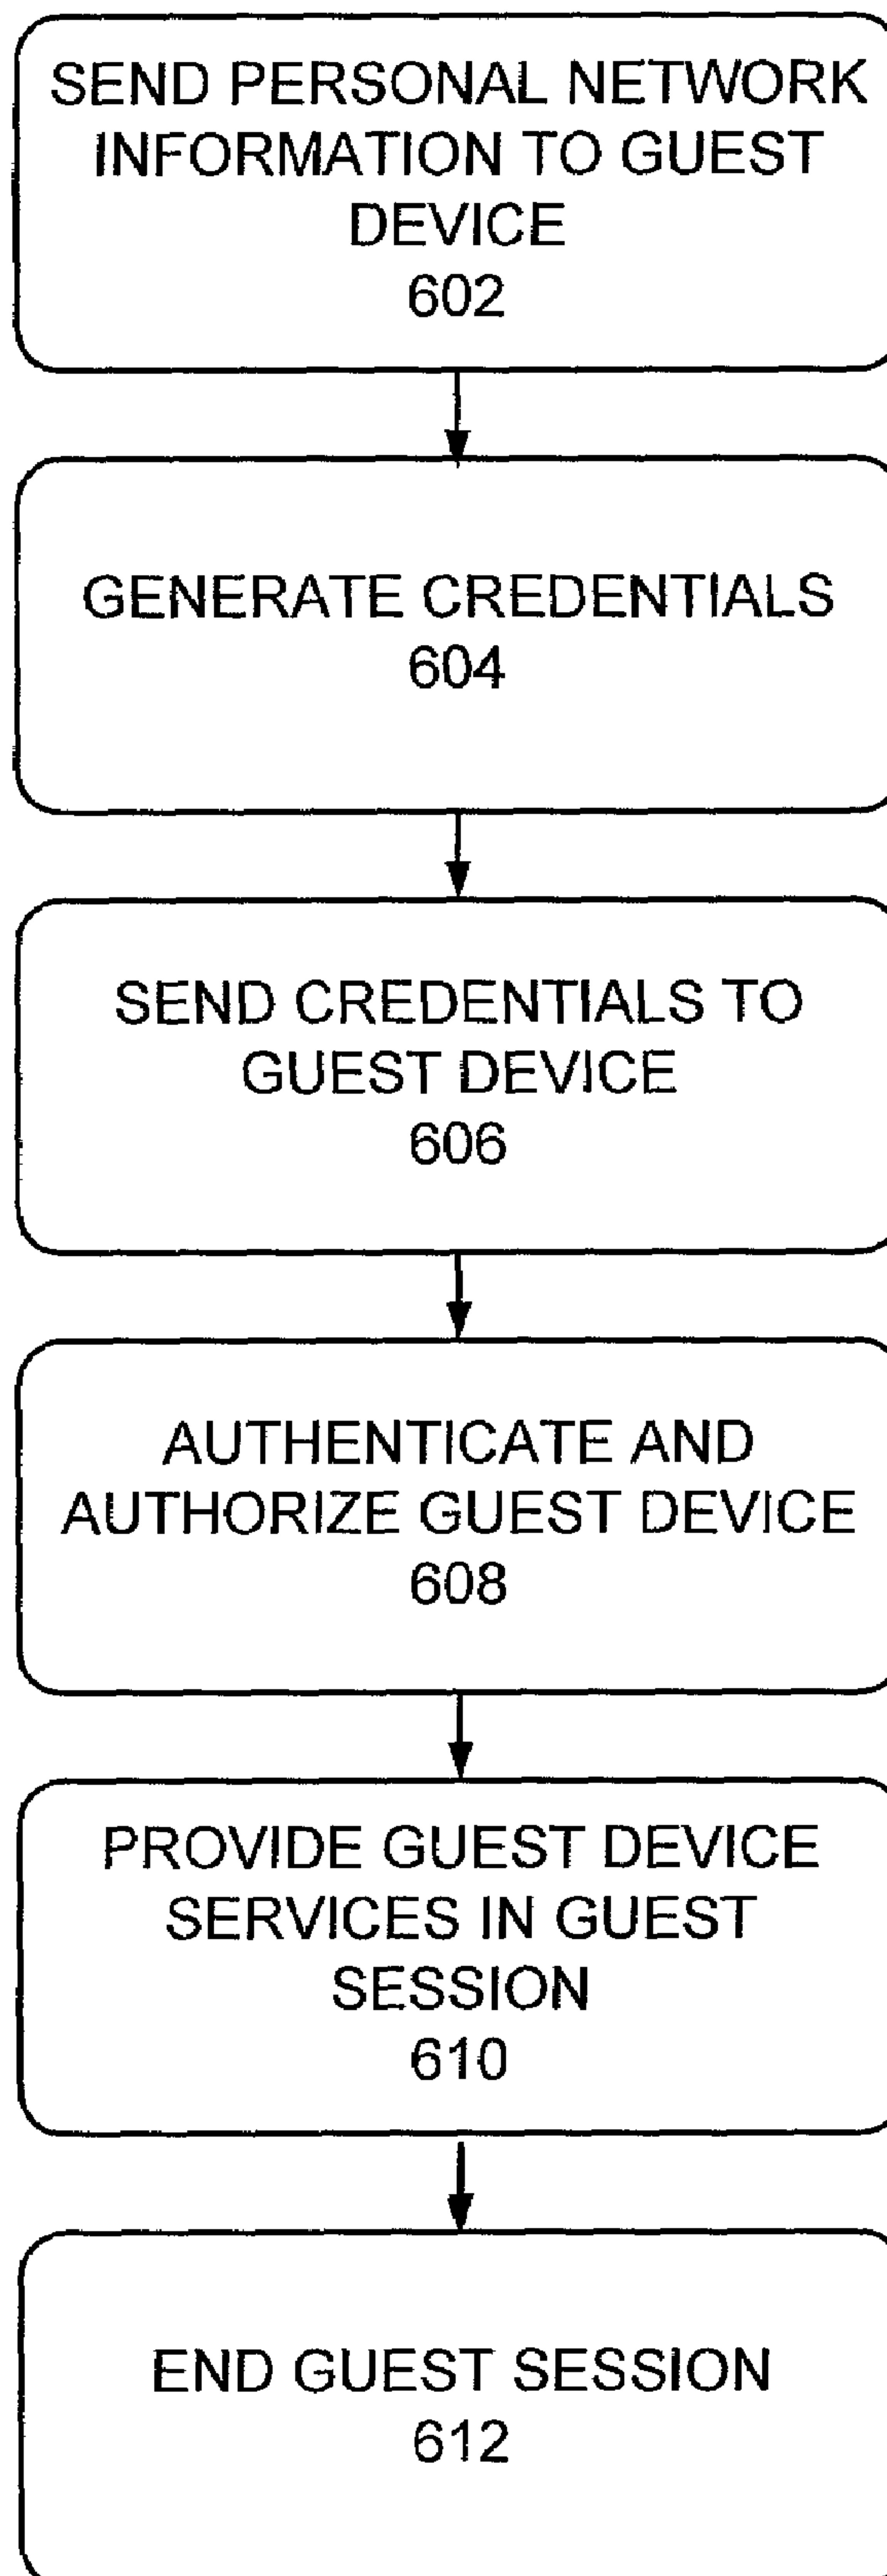 SEND PERSONAL NETWORK
INFORMATION TO GUEST
DEVICE
602
GENERATE CREDENTIALS
604
SEND CREDENTIALS TO
GUEST DEVICE
606
AUTHENTICATE AND
AUTHORIZE GUEST DEVICE
608
PROVIDE GUEST DEVICE
SERVICES IN GUEST
SESSION
610
END GUEST SESSION
612